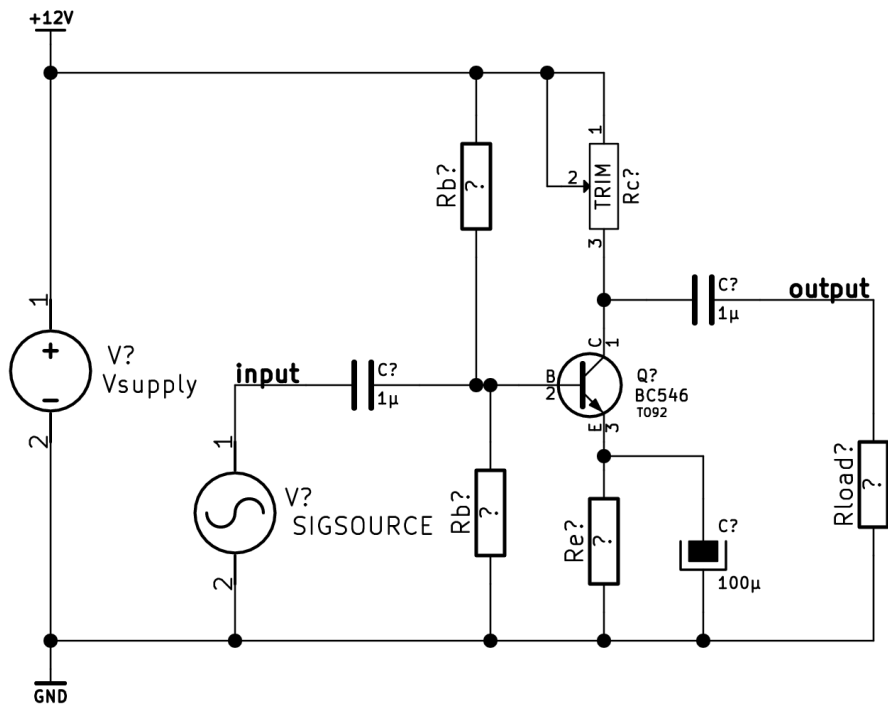 +12V
1
Rb?
?
2
TRIM
Rc?
3
1
V?
Vsupply
2
input
C?
1µ
C
1
B
2
Q?
BC546
TO92
E
3
C?
1µ
output
1
V?
SIGSOURCE
2
Rb?
?
Re?
?
C?
100µ
Rload?
?
GND